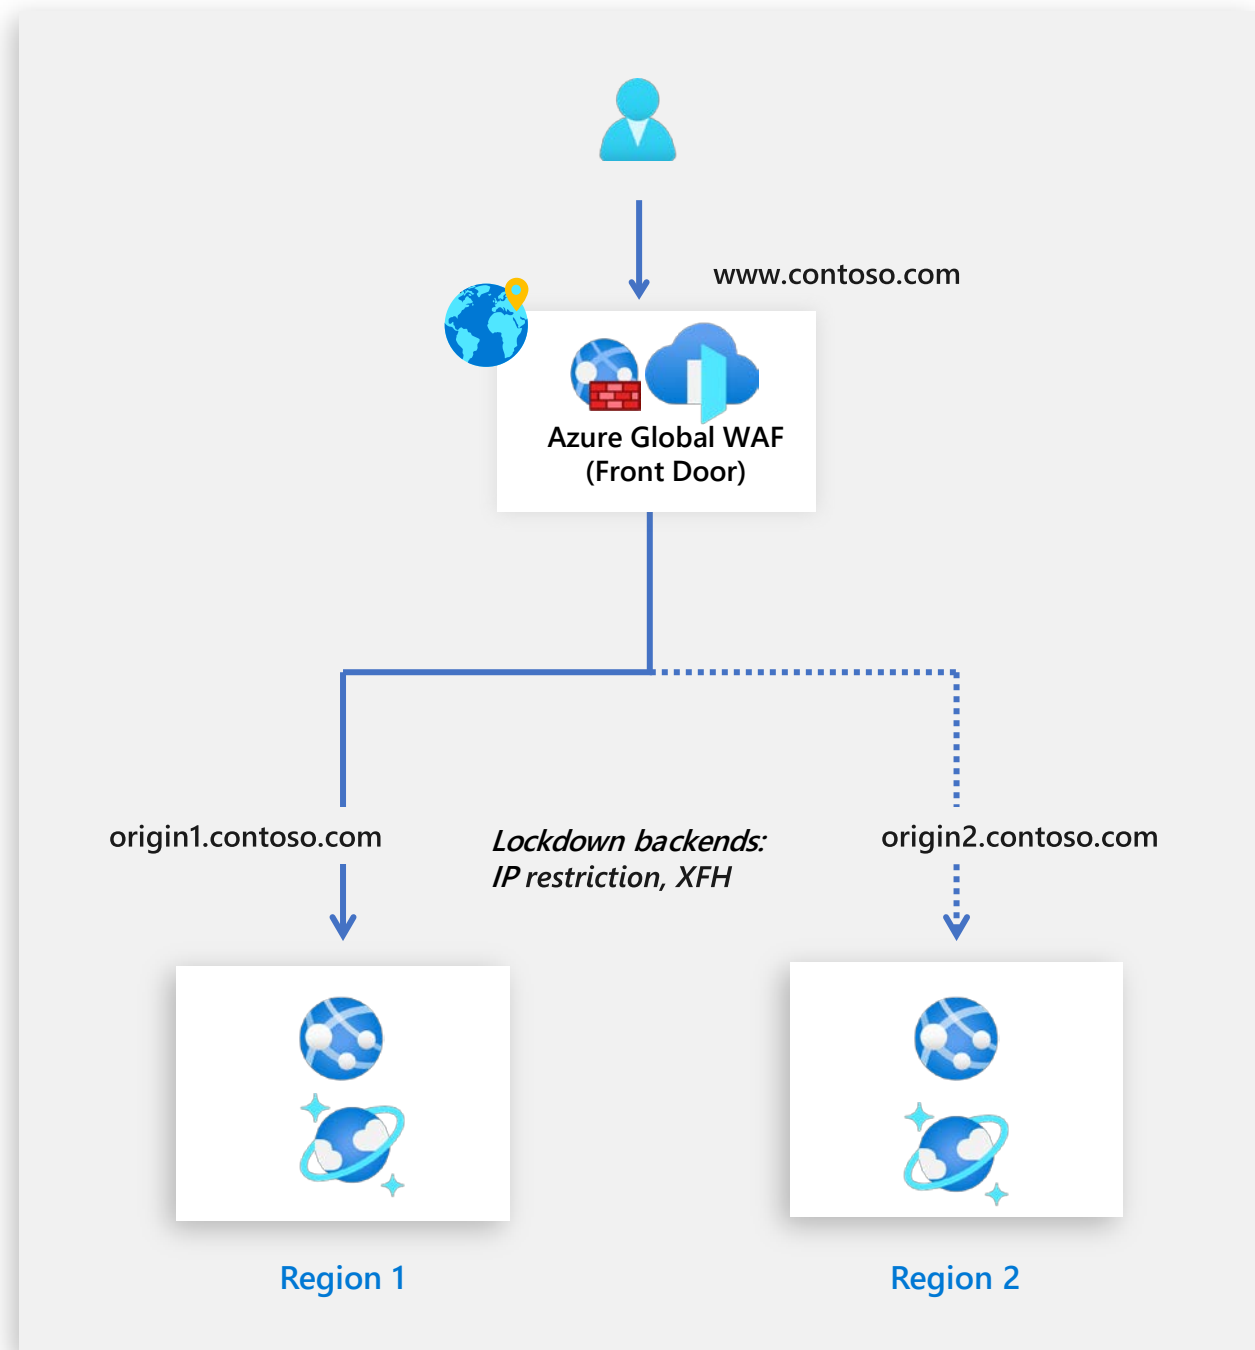 www.contoso.com
Azure Global WAF
(Front Door)
origin1.contoso.com
Lockdown backends:
IP restriction, XFH
origin2.contoso.com
Region 1
Region 2